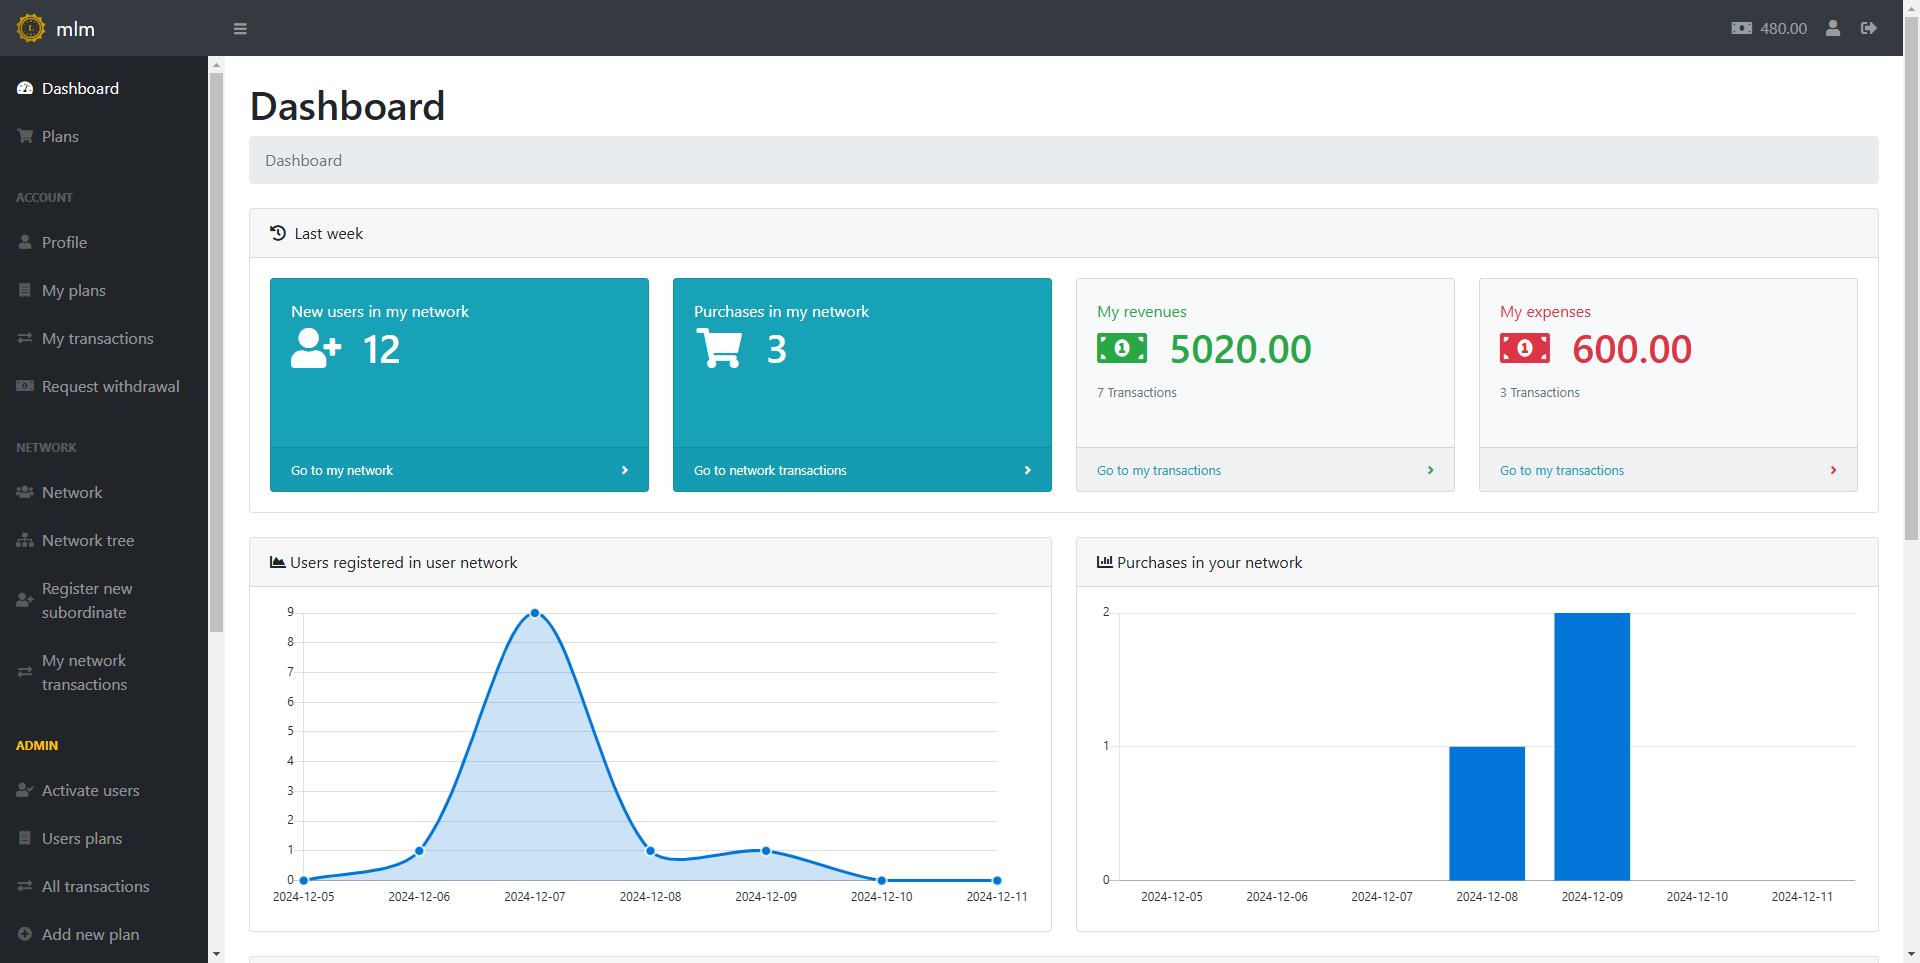 mlm
480.00
Dashboard
Plans
ACCOUNT
Profile
My plans
My transactions
Request withdrawal
NETWORK
Network
Network tree
Register new
subordinate
My network
transactions
ADMIN
Activate users
Users plans
All transactions
Add new plan
Dashboard
Dashboard
Last week
New users in my network
12
Go to my network
Purchases in my network
3
Go to network transactions
My revenues
5020.00
7 Transactions
Go to my transactions
My expenses
600.00
3 Transactions
Go to my transactions
Users registered in user network
9
8
7
6
5
4
3
2
1
0
2024-12-05 2024-12-06 2024-12-07 2024-12-08 2024-12-09 2024-12-10 2024-12-11
Purchases in your network
2
1
0
2024-12-05 2024-12-06 2024-12-07 2024-12-08 2024-12-09 2024-12-10 2024-12-11